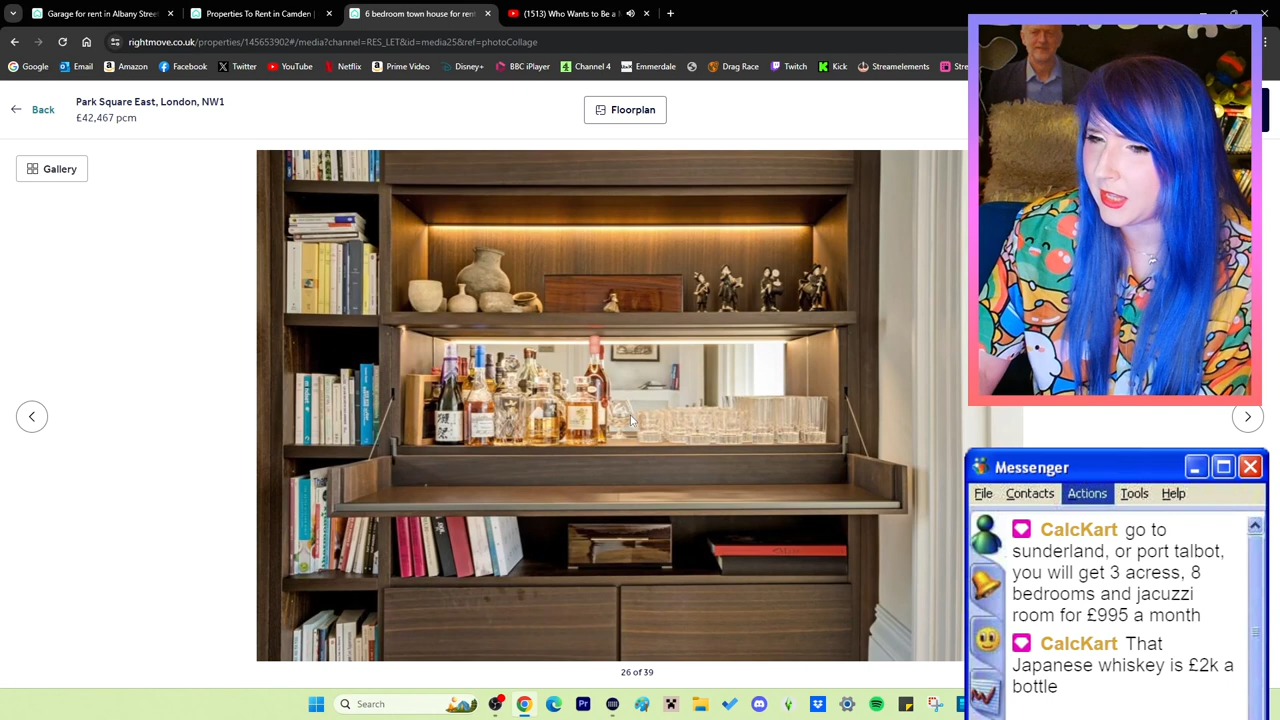 Garage for rent in Albany Street
Properties To Rent in Camden
6 bedroom town house for ren
(1513) Who Wants to Be a
rightmove.co.uk/properties/145653902#/media?channel=RES_LET&id=media25&ref=photoCollage
Google Email Amazon Facebook Twitter YouTube Netflix Prime Video Disney+ BBC iPlayer Channel 4 Emmerdale Drag Race Twitch Kick Streamelements Stre
Back
Park Square East, London, NW1
£42,467 pcm
Floorplan
Gallery
26 of 39
Messenger
File Contacts Actions Tools Help
CalcKart go to
sunderland, or port talbot,
you will get 3 acress, 8
bedrooms and jacuzzi
room for £995 a month
CalcKart That
Japanese whiskey is £2k a
bottle
Search